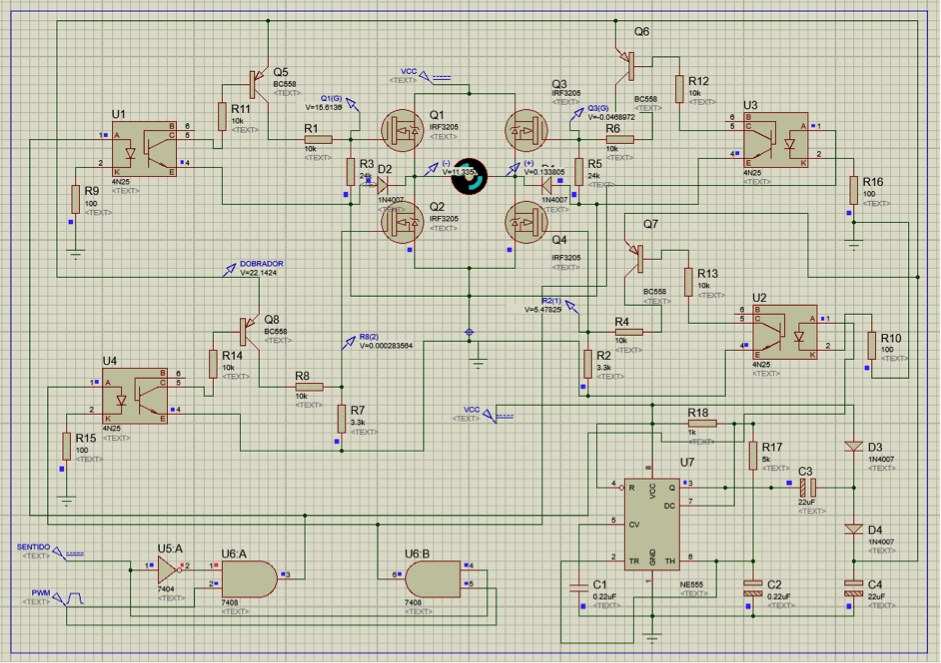 Q6
VCC
<TEXT>
Q5
BC558
<TEXT>
Q3
IRF3205
<TEXT>
BC558
<TEXT>
R12
10k
<TEXT>
Q1(G)
V=15.6136
Q1
IRF3205
<TEXT>
Q3(G)
V=-0.0468972
U1
R11
10k
<TEXT>
R1
10k
<TEXT>
R6
10k
<TEXT>
U3
1 A
B 6
C 5
2 K
E 4
4N25
<TEXT>
6 B
5 C
A 1
4 E
K 2
4N25
<TEXT>
R3
24k
D2
1N4007
<TEXT>
(-)
(+)
V=0.133805
1N4007
<TEXT>
R5
24k
<TEXT>
R9
100
<TEXT>
R16
100
<TEXT>
Q2
IRF3205
<TEXT>
Q4
IRF3205
<TEXT>
Q7
BC558
<TEXT>
R13
10k
<TEXT>
DOBRADOR
V=22.1424
R2(1)
V=5.47825
R4
10k
<TEXT>
U2
6 B
5 C
A 1
4 E
K 2
4N25
<TEXT>
R10
100
<TEXT>
Q8
BC558
<TEXT>
R8(2)
V=0.000283564
R14
10k
<TEXT>
R2
3.3k
<TEXT>
U4
1 A
B 6
C 5
2 K
E 4
4N25
<TEXT>
R8
10k
<TEXT>
R7
3.3k
<TEXT>
R15
100
<TEXT>
VCC
<TEXT>
R18
1k
<TEXT>
R17
5k
<TEXT>
D3
1N4007
<TEXT>
U7
8
4 R
VCC
Q 3
DC 7
5 CV
2 TR
GND
TH 6
1
NE555
<TEXT>
C3
22uF
<TEXT>
D4
1N4007
<TEXT>
C1
0.22uF
<TEXT>
C2
0.22uF
<TEXT>
C4
22uF
<TEXT>
SENTIDO
<TEXT>
PWM
<TEXT>
U5:A
1 2
7404
<TEXT>
U6:A
1
2
3
7408
<TEXT>
U6:B
6
4
5
7408
<TEXT>